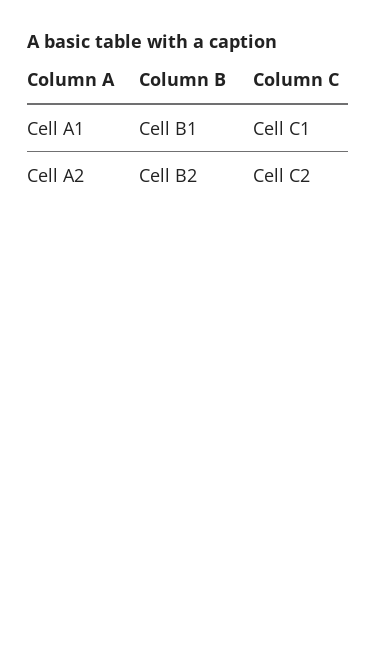 A basic table with a caption
Column A Column B Column C
Cell A1 Cell B1 Cell C1
Cell A2 Cell B2 Cell C2